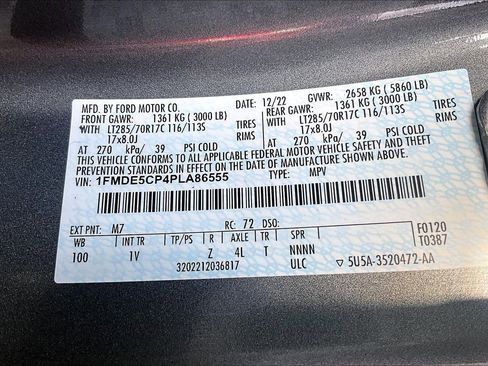 MFD. BY FORD MOTOR CO. DATE: 12/22 GVWR: 2658 KG (5860 LB)
FRONT GAWR: 1361 KG (3000 LB) REAR GAWR: 1361 KG (3000 LB)
WITH LT285/70R17C 116/113S TIRES WITH LT285/70R17C 116/113S TIRES
17x8.0J RIMS 17x8.0J RIMS
AT 270 kPa/ 39 PSI COLD AT 270 kPa/ 39 PSI COLD
THIS VEHICLE CONFORMS TO ALL APPLICABLE FEDERAL MOTOR VEHICLE SAFETY AND THEFT
PREVENTION STANDARDS IN EFFECT ON THE DATE OF MANUFACTURE SHOWN ABOVE.
VIN: 1FMDE5CP4PLA86555 TYPE: MPV
EXT PNT: M7 RC: 72 DSO: F0120
WB INT TR TP/PS R AXLE TR SPR T0387
100 1V Z 4L T NNNN
3202212036817 ULC ▽ 5U5A-3520472-AA